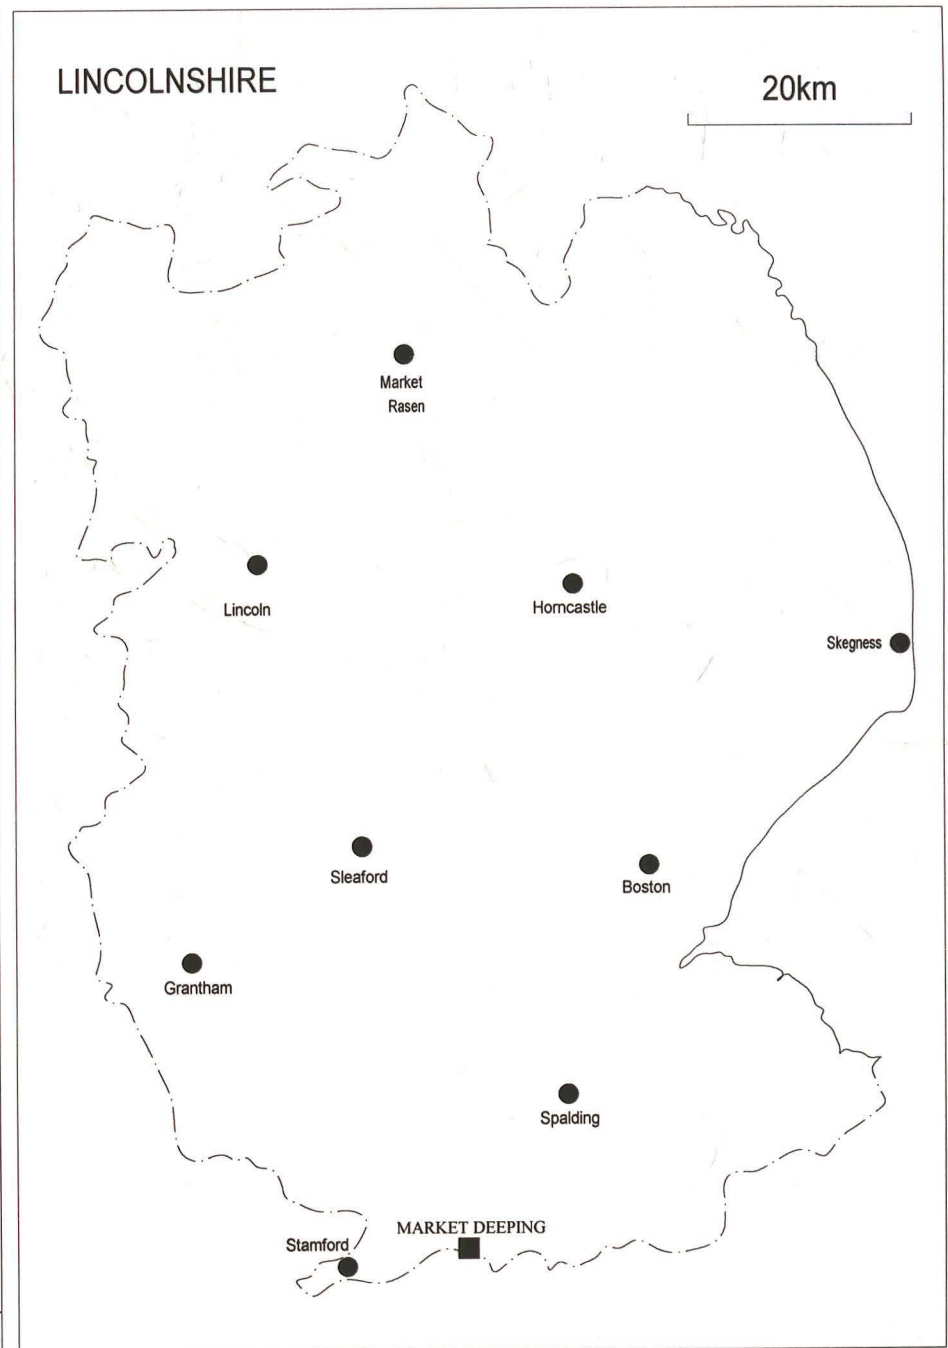 LINCOLNSHIRE
20km
Market
Rasen
Lincoln
Horncastle
Skegness
Sleaford
Boston
Grantham
Spalding
MARKET DEEPING
Stamford